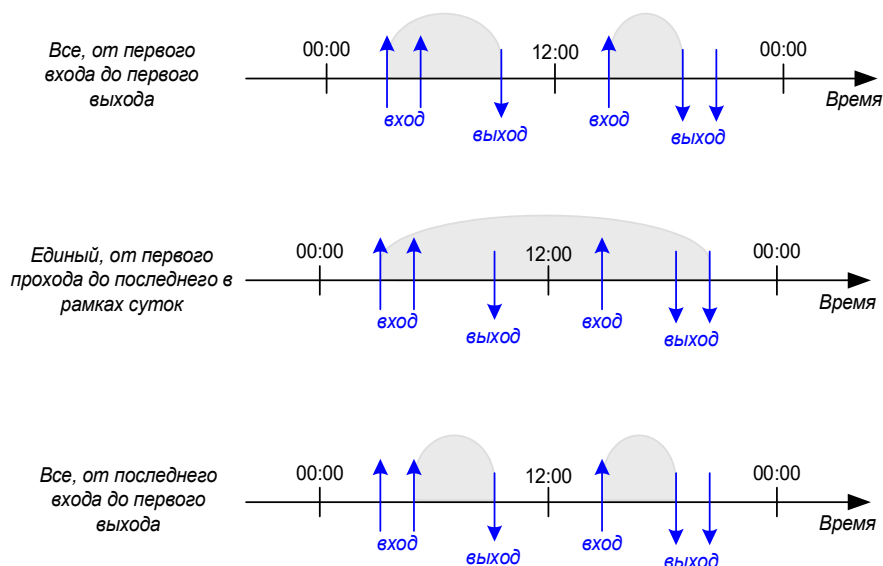 Все, от первого
входа до первого
выхода
00:00
12:00
00:00
Время
вход
выход
вход
выход
Единый, от первого
прохода до последнего в
рамках суток
00:00
12:00
00:00
Время
вход
выход
вход
выход
Все, от последнего
входа до первого
выхода
00:00
12:00
00:00
Время
вход
выход
вход
выход